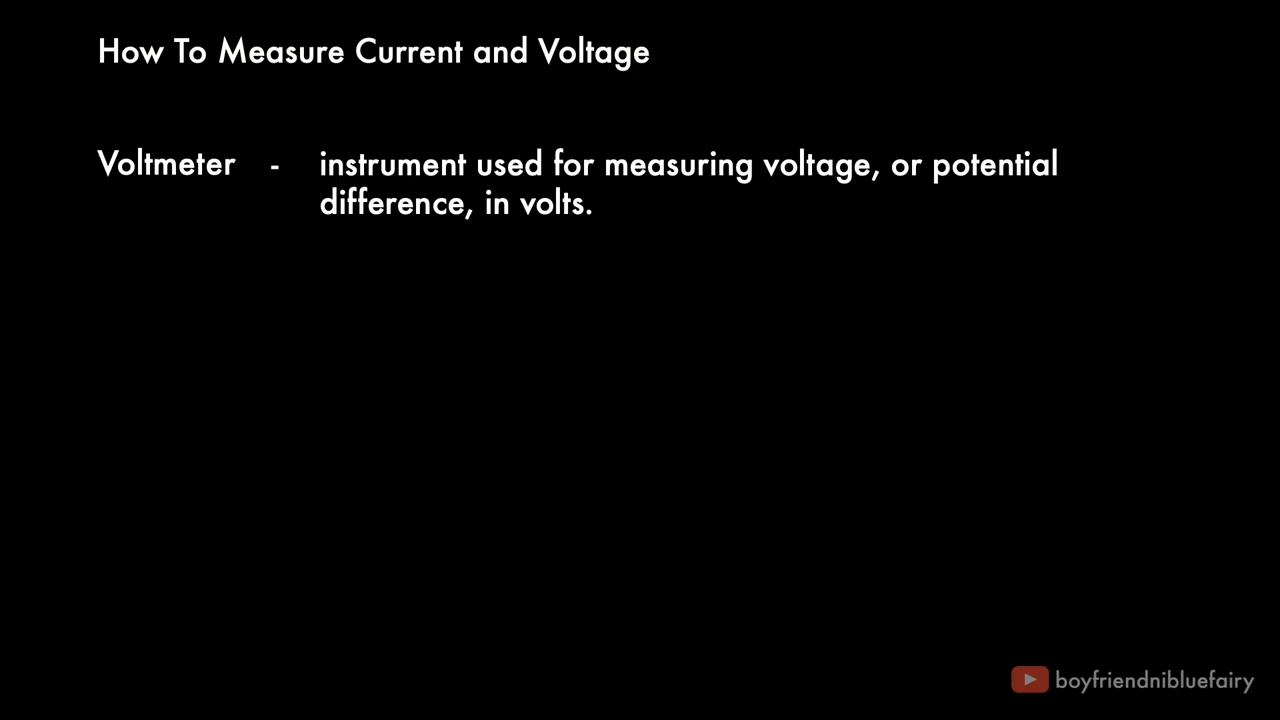 How To Measure Current and Voltage
Voltmeter - instrument used for measuring voltage, or potential
difference, in volts.
boyfriendnibluefairy